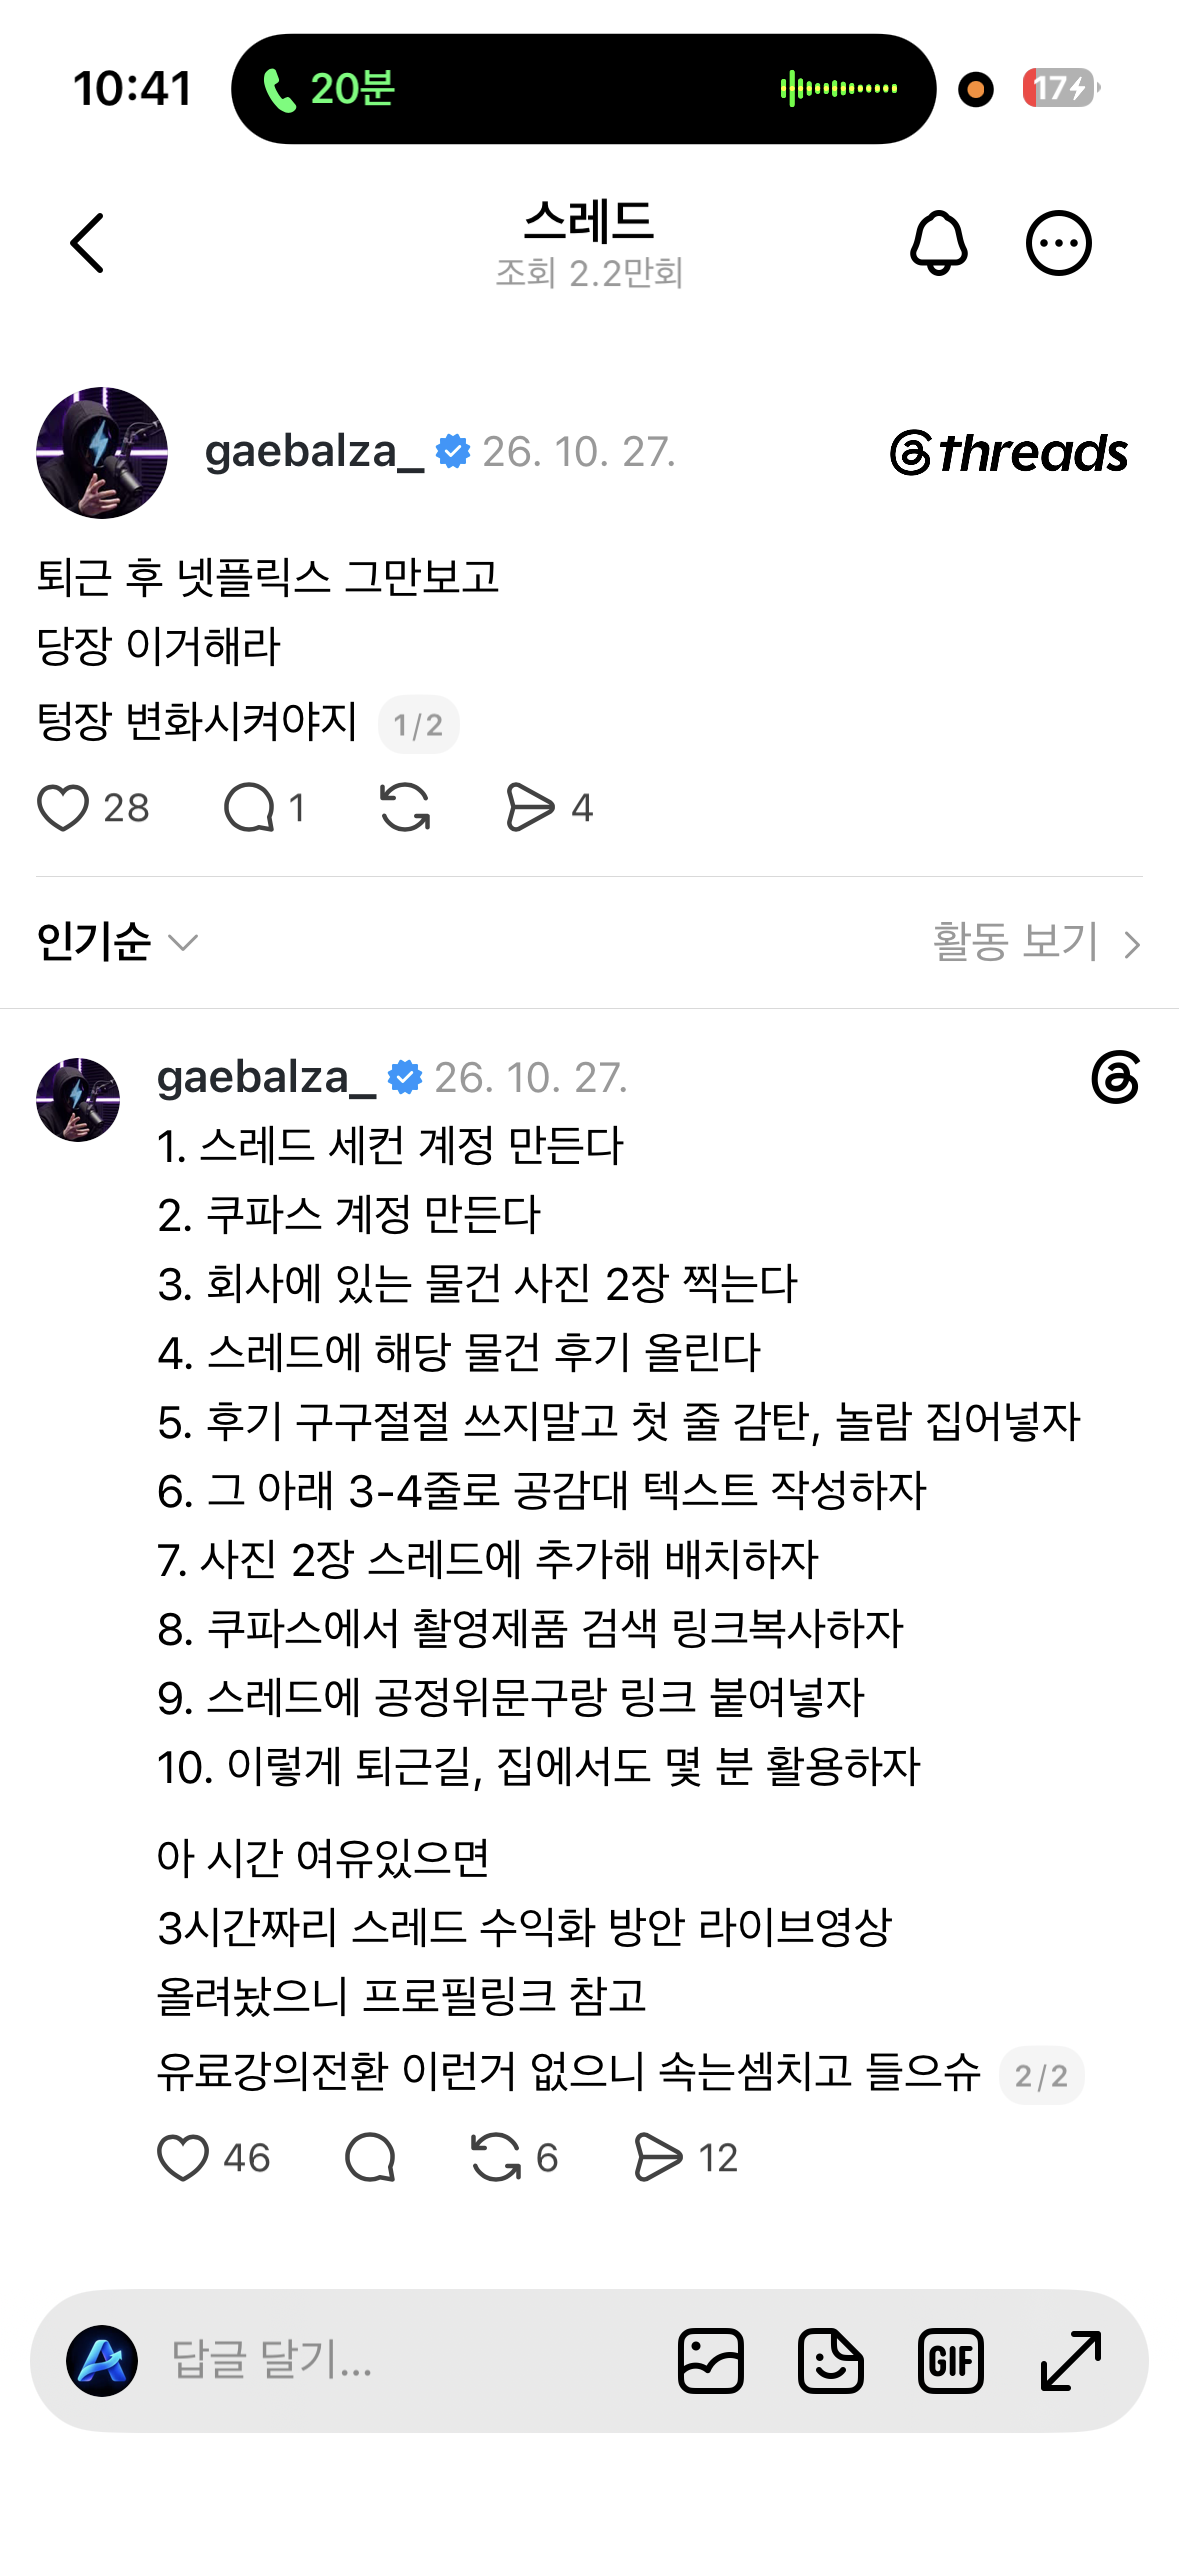 10:41
20분
17
스레드
조회 2.2만회
gaebalza_ 26. 10. 27.
threads
퇴근 후 넷플릭스 그만보고
당장 이거해라
텅장 변화시켜야지 1/2
28 1 4
인기순
활동 보기
gaebalza_ 26. 10. 27.
1. 스레드 세컨 계정 만든다
2. 쿠파스 계정 만든다
3. 회사에 있는 물건 사진 2장 찍는다
4. 스레드에 해당 물건 후기 올린다
5. 후기 구구절절 쓰지말고 첫 줄 감탄, 놀람 집어넣자
6. 그 아래 3-4줄로 공감대 텍스트 작성하자
7. 사진 2장 스레드에 추가해 배치하자
8. 쿠파스에서 촬영제품 검색 링크복사하자
9. 스레드에 공정위문구랑 링크 붙여넣자
10. 이렇게 퇴근길, 집에서도 몇 분 활용하자
아 시간 여유있으면
3시간짜리 스레드 수익화 방안 라이브영상
올려놨으니 프로필링크 참고
유료강의전환 이런거 없으니 속는셈치고 들으슈 2/2
46 6 12
답글 달기...
GIF